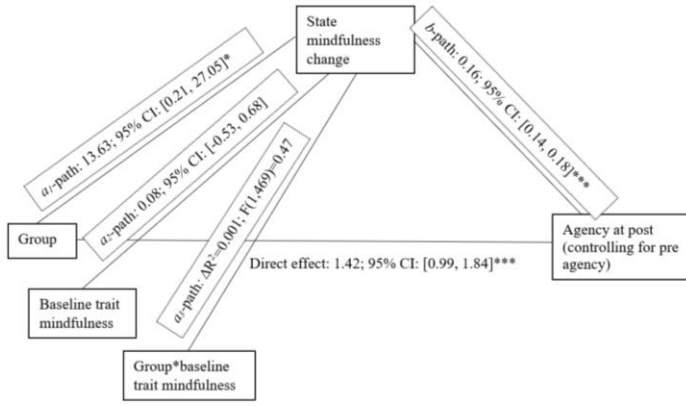 State
mindfulness
change
a₁-path: 13.63; 95% CI: [0.21, 27.05]*
a₂-path: 0.08; 95% CI: [-0.53, 0.68]
a₃-path: ΔR²=0.001; F(1,469)=0.47
b-path: 0.16; 95% CI: [0.14, 0.18]***
Group
Agency at post
(controlling for pre
agency)
Direct effect: 1.42; 95% CI: [0.99, 1.84]***
Baseline trait
mindfulness
Group*baseline
trait mindfulness